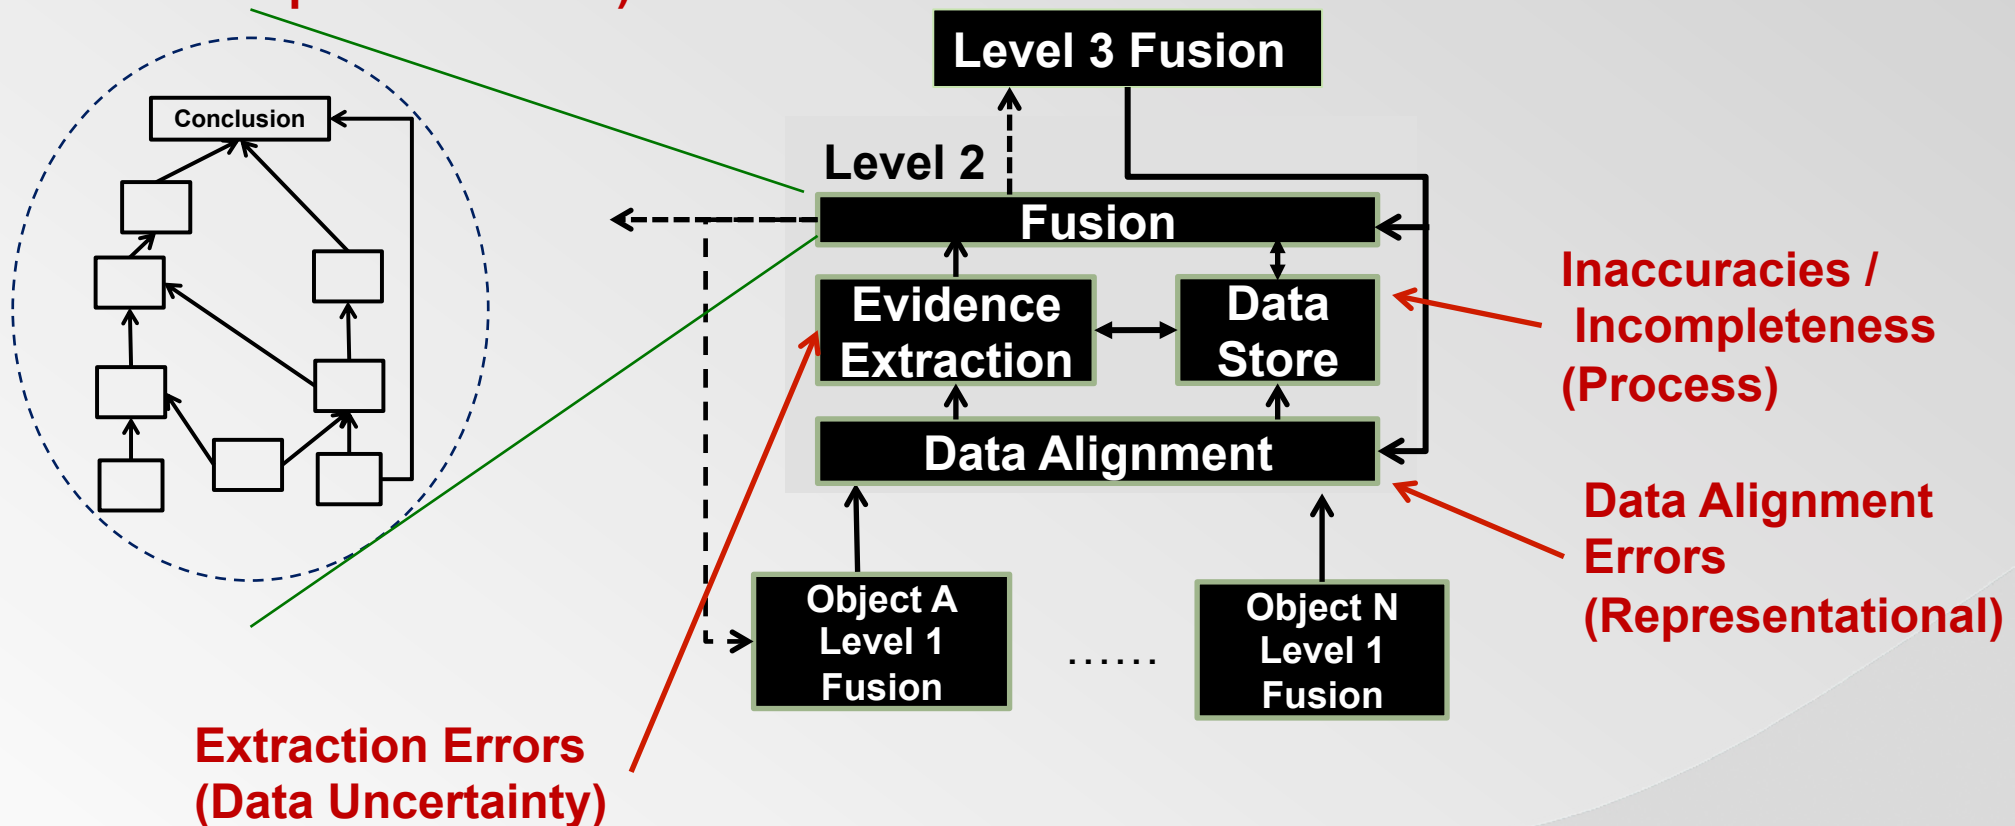 Level 3 Fusion
Conclusion
Level 2
Fusion
Evidence
Extraction
Data
Store
Inaccuracies /
Incompleteness
(Process)
Data Alignment
Data Alignment
Errors
(Representational)
Object A
Level 1
Fusion
......
Object N
Level 1
Fusion
Extraction Errors
(Data Uncertainty)